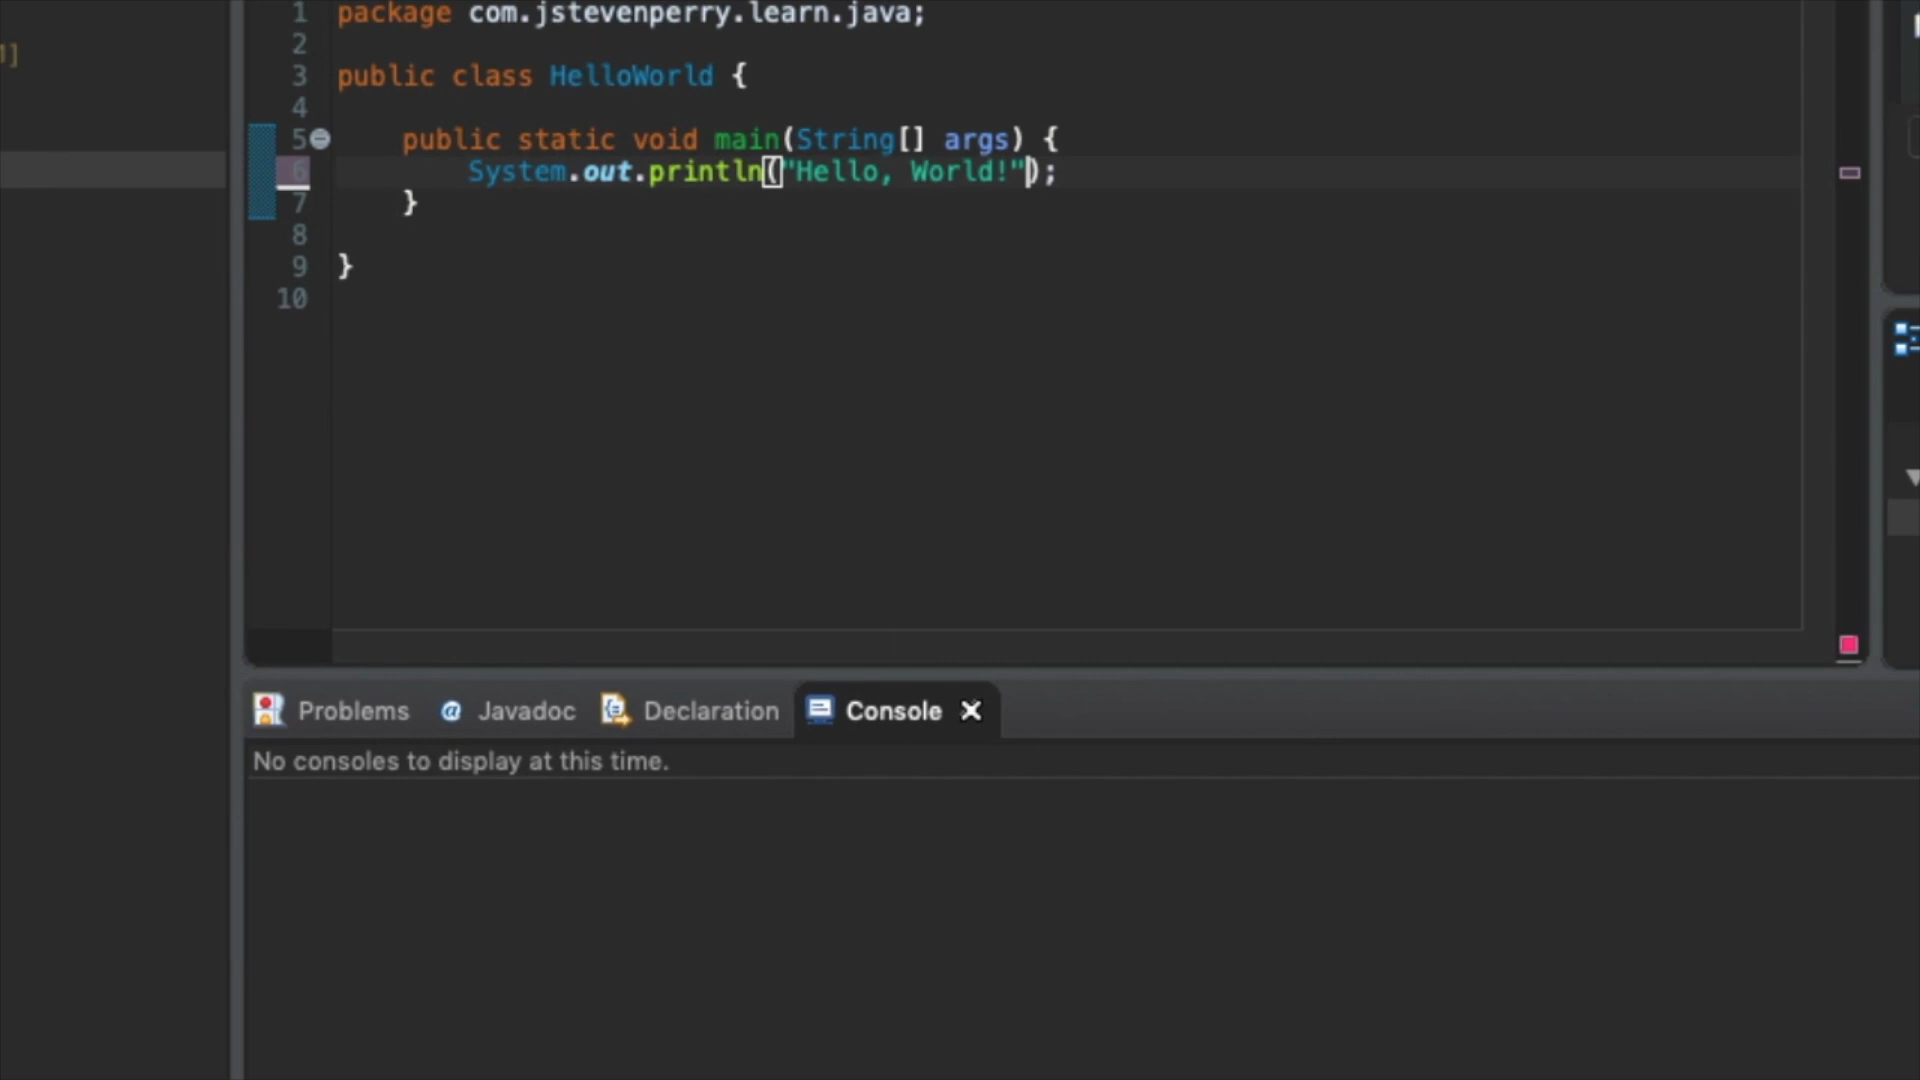 1 package com.jstevenperry.learn.java;
2
3 public class HelloWorld {
4
5 public static void main(String[] args) {
6 System.out.println("Hello, World!");
7 }
8
9 }
10
Problems @ Javadoc Declaration Console
No consoles to display at this time.